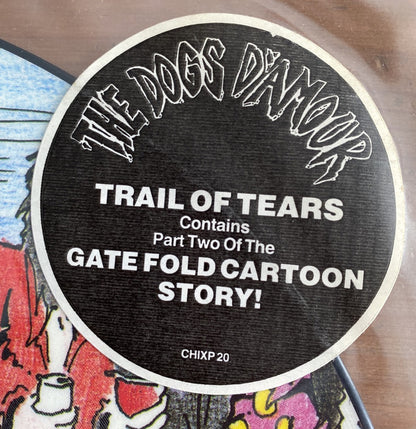 THE DOGS D'AMOUR
TRAIL OF TEARS
Contains
Part Two Of The
GATE FOLD CARTOON
STORY!
CHIXP 20